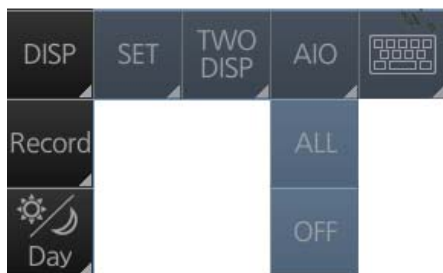 DISP
SET
TWO
DISP
AIO
Record
ALL
Day
OFF